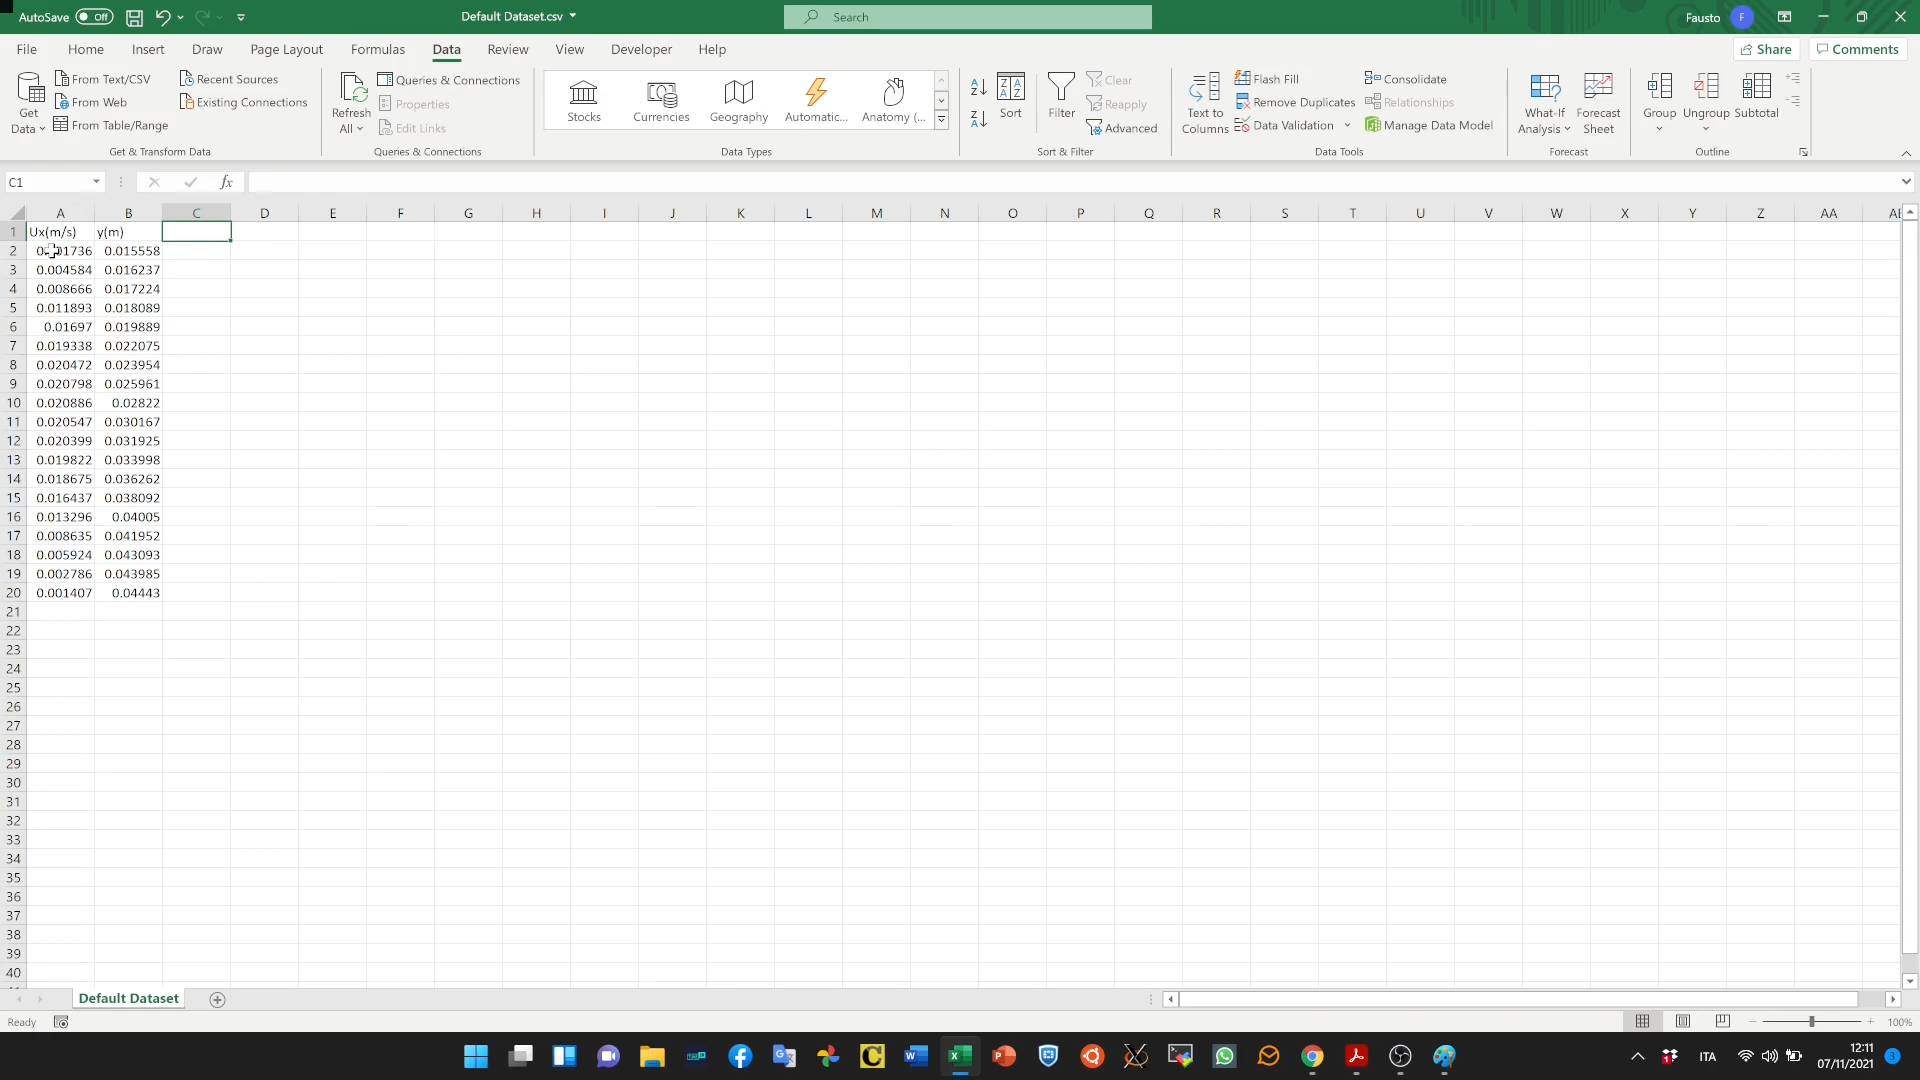 AutoSave Off Default Dataset.csv Search Fausto F
File Home Insert Draw Page Layout Formulas Data Review View Developer Help Share Comments
Get Data From Text/CSV From Web From Table/Range Recent Sources Existing Connections
Get & Transform Data
Refresh All Queries & Connections Properties Edit Links
Queries & Connections
Stocks Currencies Geography Automatic... Anatomy (...
Data Types
Sort Filter Clear Reapply Advanced
Sort & Filter
Text to Columns Flash Fill Remove Duplicates Data Validation Consolidate Relationships Manage Data Model
Data Tools
What-If Analysis Forecast Sheet
Forecast
Group Ungroup Subtotal
Outline
C1 fx
A B C D E F G H I J K L M N O P Q R S T U V W X Y Z AA
1 Ux(m/s) y(m)
2 0.015558
3 0.004584 0.016237
4 0.008666 0.017224
5 0.011893 0.018089
6 0.01697 0.019889
7 0.019338 0.022075
8 0.020472 0.023954
9 0.020798 0.025961
10 0.020886 0.02822
11 0.020547 0.030167
12 0.020399 0.031925
13 0.019822 0.033998
14 0.018675 0.036262
15 0.016437 0.038092
16 0.013296 0.04005
17 0.008635 0.041952
18 0.005924 0.043093
19 0.002786 0.043985
20 0.001407 0.04443
21
22
23
24
25
26
27
28
29
30
31
32
33
34
35
36
37
38
39
40
Default Dataset
Ready 100%
ITA 12:11
07/11/2021 3